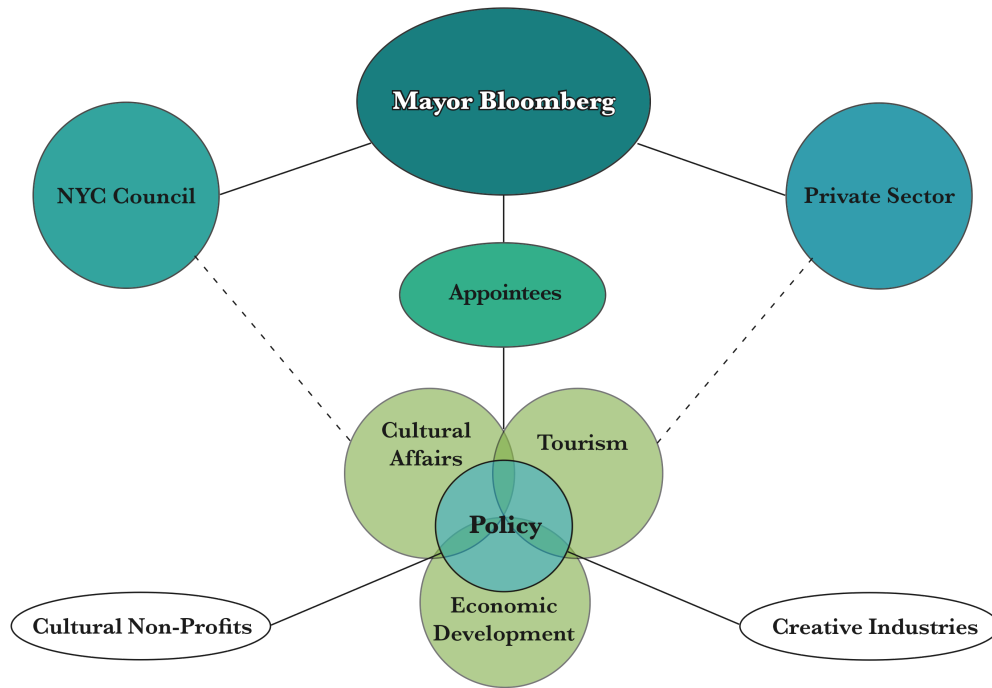 Mayor Bloomberg
NYC Council
Private Sector
Appointees
Cultural
Affairs
Tourism
Policy
Economic
Development
Cultural Non-Profits
Creative Industries